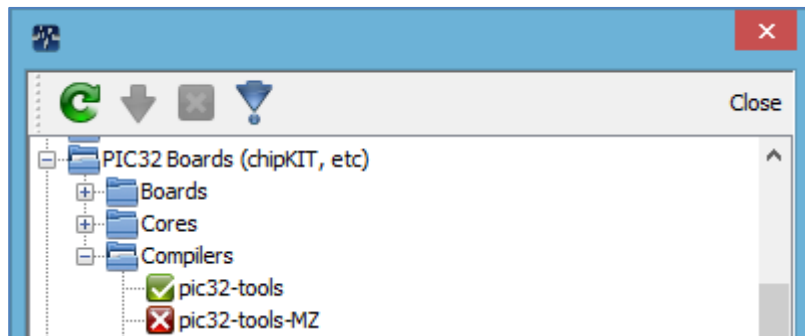 Close
PIC32 Boards (chipKIT, etc)
Boards
Cores
Compilers
pic32-tools
pic32-tools-MZ